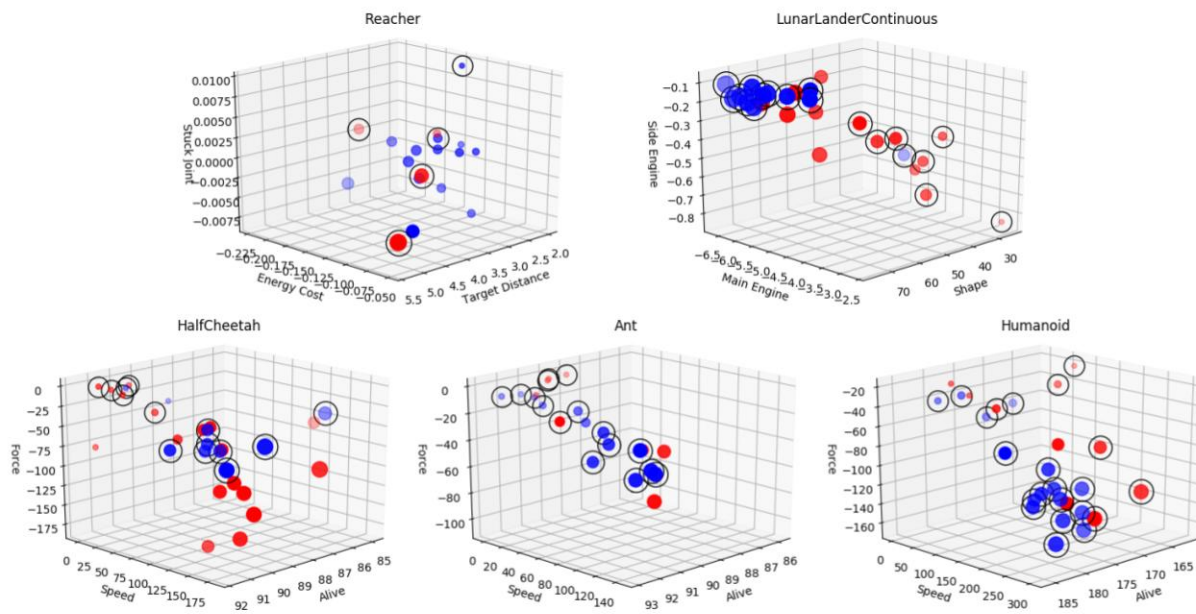 Reacher
0.0100
0.0075
0.0050
0.0025
0.0000
−0.0025
−0.0050
−0.0075
Stuck Joint
−0.225
−0.200
−0.175
−0.150
−0.125
−0.100
−0.075
−0.050
Energy Cost
5.5 5.0 4.5 4.0 3.5 3.0 2.5 2.0
Target Distance
LunarLanderContinuous
−0.1
−0.2
−0.3
−0.4
−0.5
−0.6
−0.7
−0.8
Side Engine
−6.5
−6.0
−5.5
−5.0
−4.5
−4.0
−3.5
−3.0
−2.5
Main Engine
70 60 50 40 30
Shape
HalfCheetah
0
−25
−50
−75
−100
−125
−150
−175
Force
0 25 50 75 100 125 150 175
Speed
92 91 90 89 88 87 86 85
Alive
Ant
0
−20
−40
−60
−80
−100
Force
0 20 40 60 80 100 120 140
Speed
93 92 91 90 89 88 87 86
Alive
Humanoid
0
−20
−40
−60
−80
−100
−120
−140
−160
Force
0 50 100 150 200 250 300
Speed
185 180 175 170 165
Alive